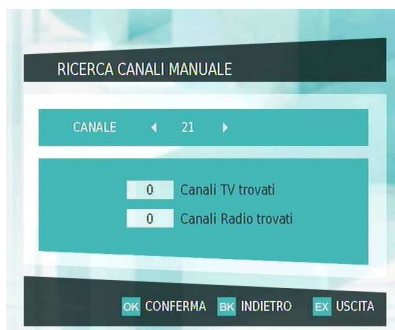 RICERCA CANALI MANUALE
CANALE 21
0 Canali TV trovati
0 Canali Radio trovati
OK CONFERMA BK INDIETRO EX USCITA